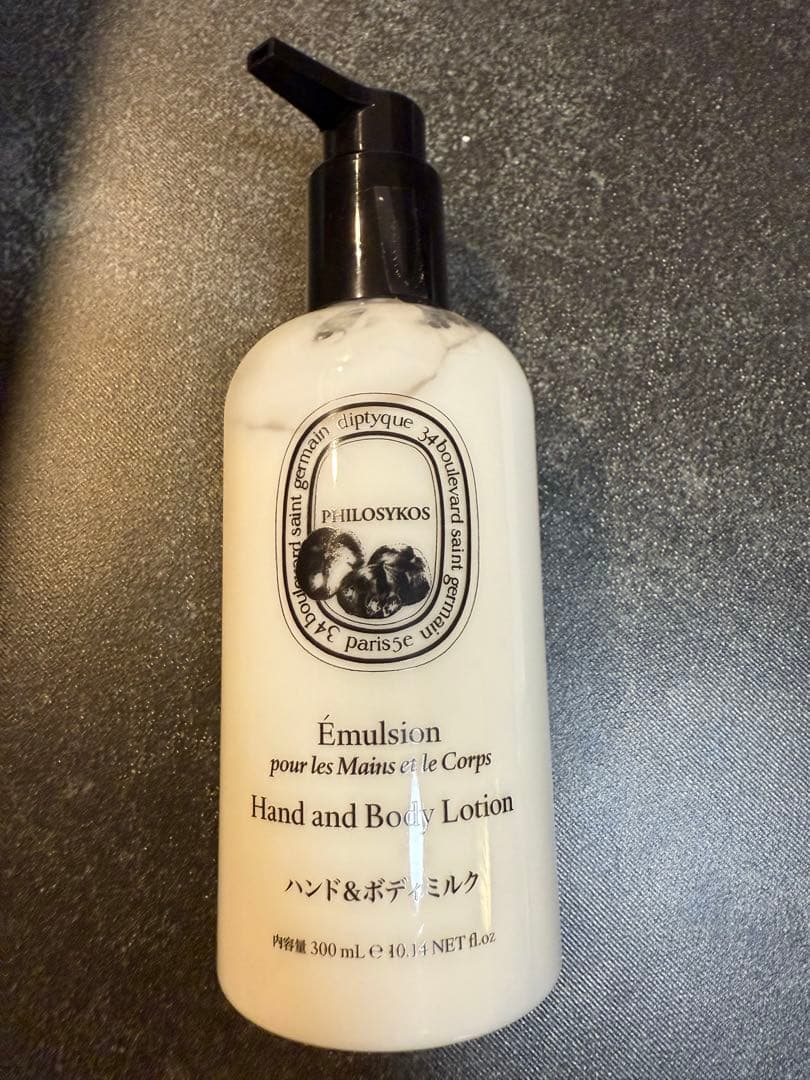 diptyque 34 boulevard saint germain paris5e 34 boulevard saint germain
PHILOSYKOS
Émulsion
pour les Mains et le Corps
Hand and Body Lotion
ハンド&ボディミルク
内容量 300 mL ℮ 10.14 NET fl.oz